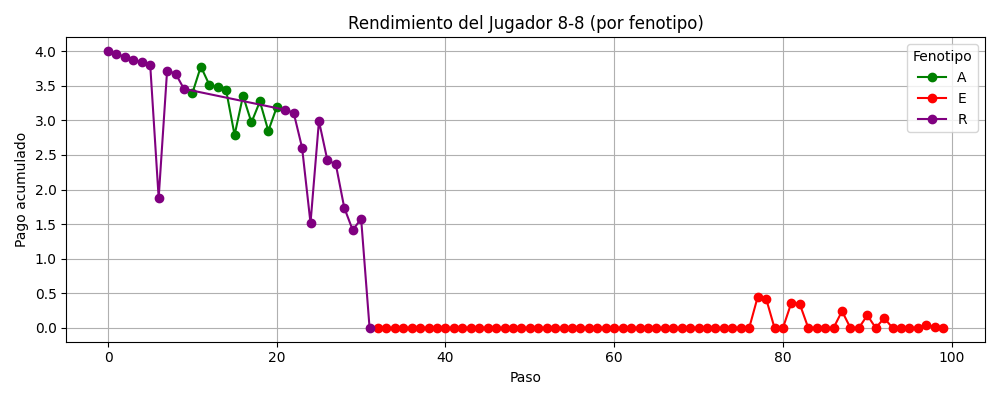 Rendimiento del Jugador 8-8 (por fenotipo)
Pago acumulado
4.0
3.5
3.0
2.5
2.0
1.5
1.0
0.5
0.0
Fenotipo
A
E
R
0 20 40 60 80 100
Paso